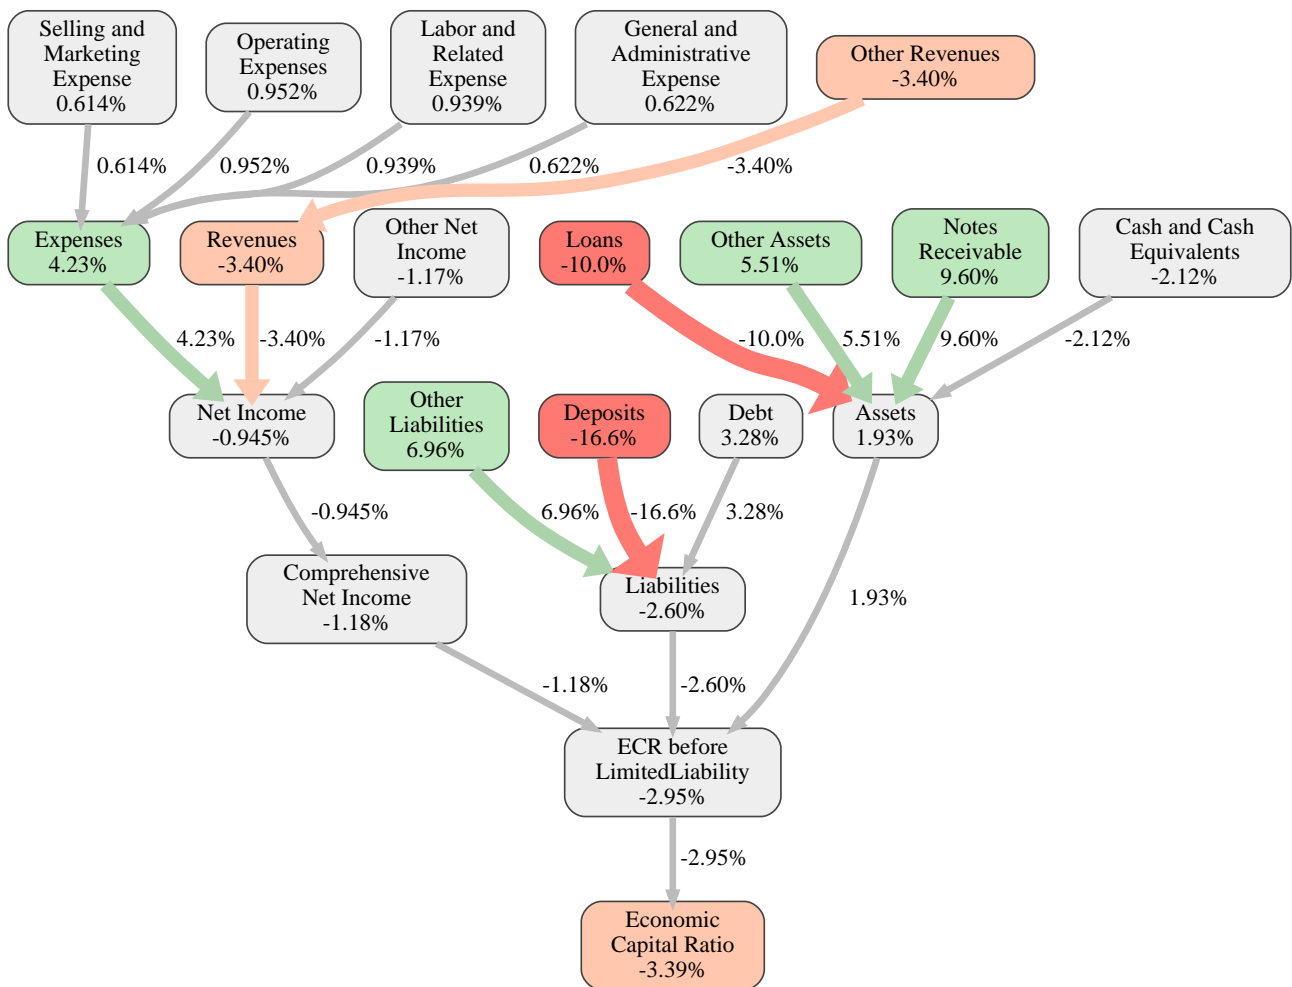 Selling and
Marketing
Expense
0.614%
Operating
Expenses
0.952%
Labor and
Related
Expense
0.939%
General and
Administrative
Expense
0.622%
Other Revenues
-3.40%
0.614%
0.952%
0.939%
0.622%
-3.40%
Expenses
4.23%
Revenues
-3.40%
Other Net
Income
-1.17%
Loans
-10.0%
Other Assets
5.51%
Notes
Receivable
9.60%
Cash and Cash
Equivalents
-2.12%
4.23%
-3.40%
-1.17%
-10.0%
5.51%
9.60%
-2.12%
Net Income
-0.945%
Other
Liabilities
6.96%
Deposits
-16.6%
Debt
3.28%
Assets
1.93%
-0.945%
6.96%
-16.6%
3.28%
1.93%
Comprehensive
Net Income
-1.18%
Liabilities
-2.60%
-1.18%
-2.60%
ECR before
LimitedLiability
-2.95%
-2.95%
Economic
Capital Ratio
-3.39%